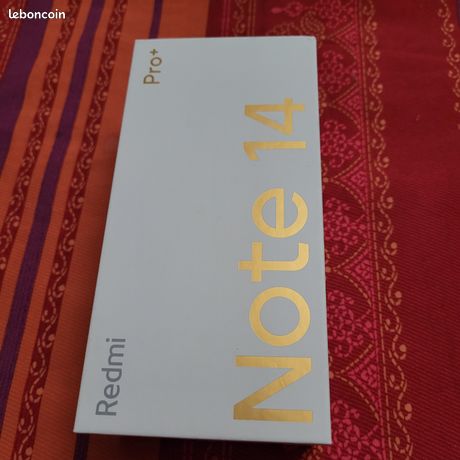 leboncoin
Redmi
Note 14
Pro+